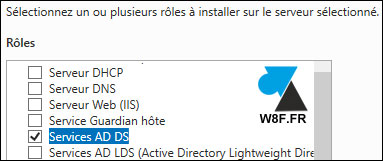 Sélectionnez un ou plusieurs rôles à installer sur le serveur sélectionné.
Rôles
Serveur DHCP
Serveur DNS
Serveur Web (IIS)
Service Guardian hôte
Services AD DS
Services AD LDS (Active Directory Lightweight Dire
W8F.FR